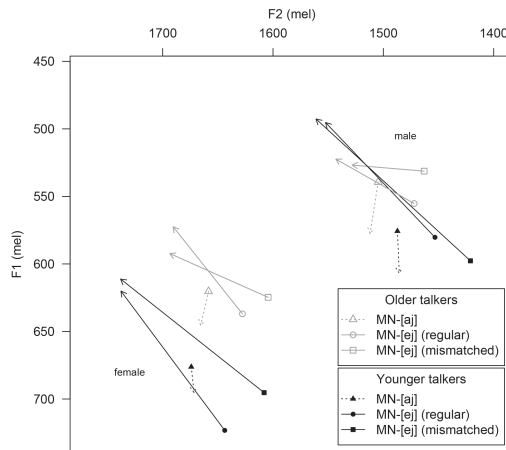 F2 (mel)
1700 1600 1500 1400
450
500
550
600
650
700
F1 (mel)
male
female
Older talkers
MN-[aj]
MN-[ej] (regular)
MN-[ej] (mismatched)
Younger talkers
MN-[aj]
MN-[ej] (regular)
MN-[ej] (mismatched)